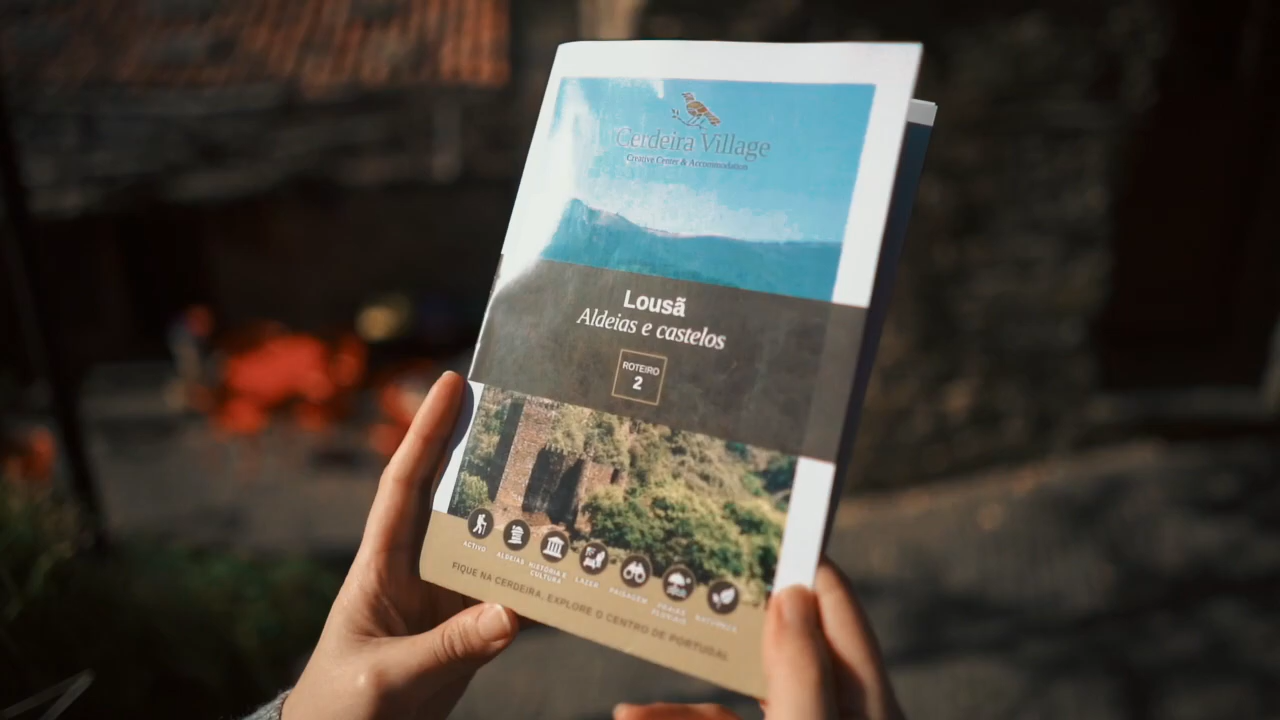 Cerdeira Village
Creative Center & Accommodation
Lousã
Aldeias e castelos
ROTEIRO
2
ACTIVO
ALDEIAS
HISTÓRIA E
CULTURA
LAZER
PAISAGEM
PRAIAS
FLUVIAIS
NATUREZA
FIQUE NA CERDEIRA, EXPLORE O CENTRO DE PORTUGAL